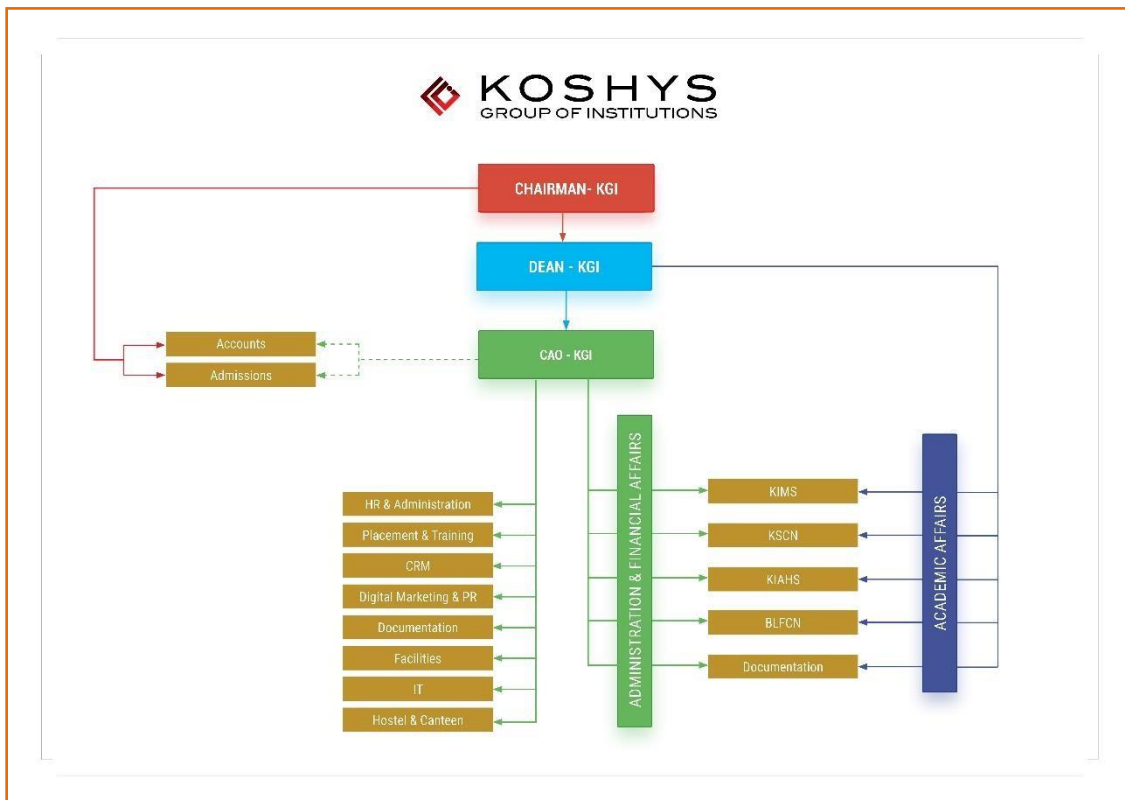 KOSHYS
GROUP OF INSTITUTIONS
CHAIRMAN- KGI
DEAN - KGI
CAO - KGI
Accounts
Admissions
HR & Administration
Placement & Training
CRM
Digital Marketing & PR
Documentation
Facilities
IT
Hostel & Canteen
ADMINISTRATION & FINANCIAL AFFAIRS
KIMS
KSCN
KIAHS
BLFCN
Documentation
ACADEMIC AFFAIRS